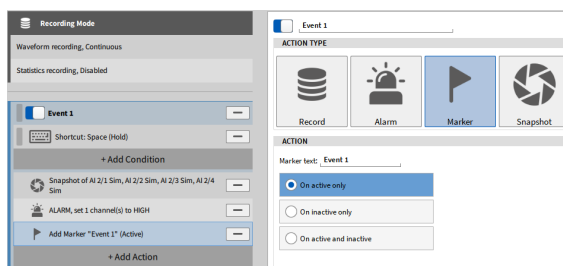 Recording Mode
Waveform recording, Continuous
Statistics recording, Disabled
Event 1
Shortcut: Space (Hold)
+ Add Condition
Snapshot of AI 2/1 Sim, AI 2/2 Sim, AI 2/3 Sim, AI 2/4
Sim
ALARM, set 1 channel(s) to HIGH
Add Marker "Event 1" (Active)
+ Add Action
Event 1
ACTION TYPE
Record
Alarm
Marker
Snapshot
ACTION
Marker text: Event 1
On active only
On inactive only
On active and inactive